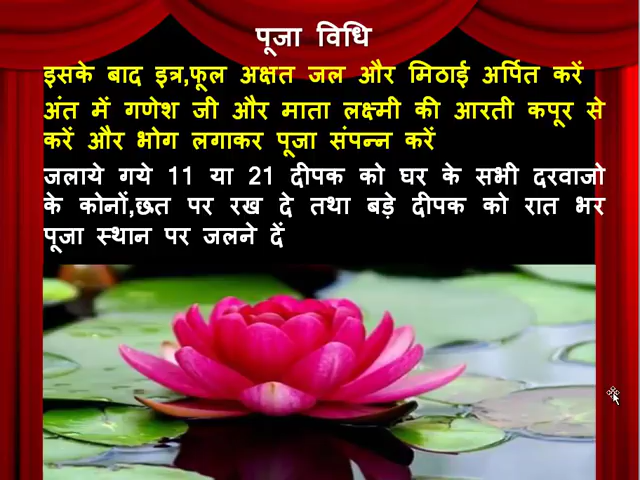 पूजा विधि
इसके बाद इत्र,फूल अक्षत जल और मिठाई अर्पित करें
अंत में गणेश जी और माता लक्ष्मी की आरती कपूर से
करें और भोग लगाकर पूजा संपन्न करें
जलाये गये 11 या 21 दीपक को घर के सभी दरवाजो
के कोनों,छत पर रख दे तथा बड़े दीपक को रात भर
पूजा स्थान पर जलने दें